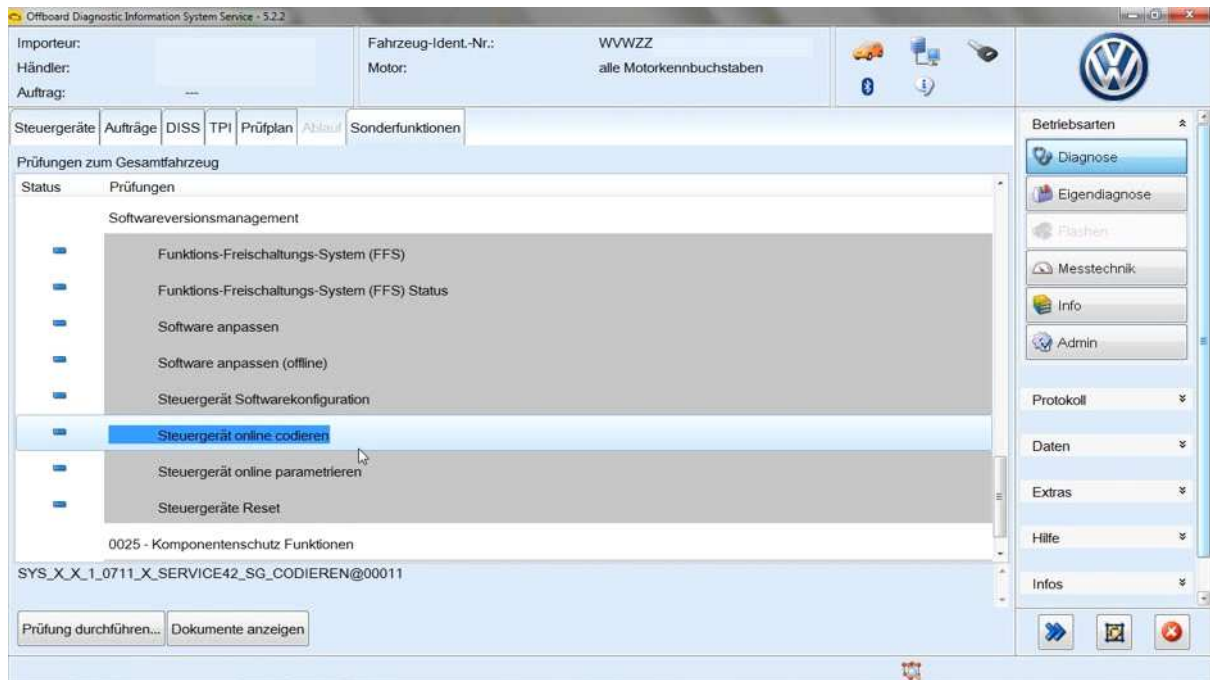 Offboard Diagnostic Information System Service - 5.2.2
Importeur:
Händler:
Auftrag: ---
Fahrzeug-Ident.-Nr.: WVWZZ
Motor: alle Motorkennbuchstaben
Steuergeräte Aufträge DISS TPI Prüfplan Ablauf Sonderfunktionen
Prüfungen zum Gesamtfahrzeug
Status Prüfungen
Softwareversionsmanagement
Funktions-Freischaltungs-System (FFS)
Funktions-Freischaltungs-System (FFS) Status
Software anpassen
Software anpassen (offline)
Steuergerät Softwarekonfiguration
Steuergerät online codieren
Steuergerät online parametrieren
Steuergeräte Reset
0025 - Komponentenschutz Funktionen
SYS_X_X_1_0711_X_SERVICE42_SG_CODIEREN@00011
Prüfung durchführen... Dokumente anzeigen
Betriebsarten
Diagnose
Eigendiagnose
Flashen
Messtechnik
Info
Admin
Protokoll
Daten
Extras
Hilfe
Infos